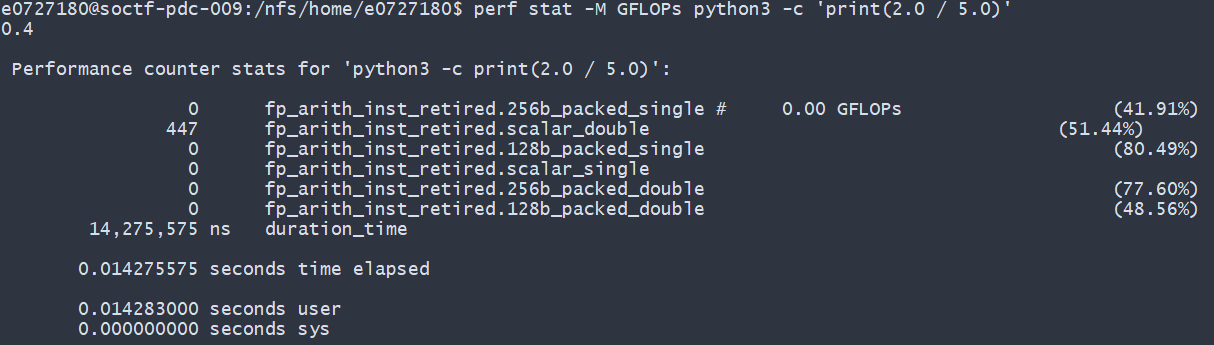 e0727180@soctf-pdc-009:/nfs/home/e0727180$ perf stat -M GFLOPs python3 -c 'print(2.0 / 5.0)'
0.4
Performance counter stats for 'python3 -c print(2.0 / 5.0)':
0 fp_arith_inst_retired.256b_packed_single # 0.00 GFLOPs (41.91%)
447 fp_arith_inst_retired.scalar_double (51.44%)
0 fp_arith_inst_retired.128b_packed_single (80.49%)
0 fp_arith_inst_retired.scalar_single
0 fp_arith_inst_retired.256b_packed_double (77.60%)
0 fp_arith_inst_retired.128b_packed_double (48.56%)
14,275,575 ns duration_time
0.014275575 seconds time elapsed
0.014283000 seconds user
0.000000000 seconds sys